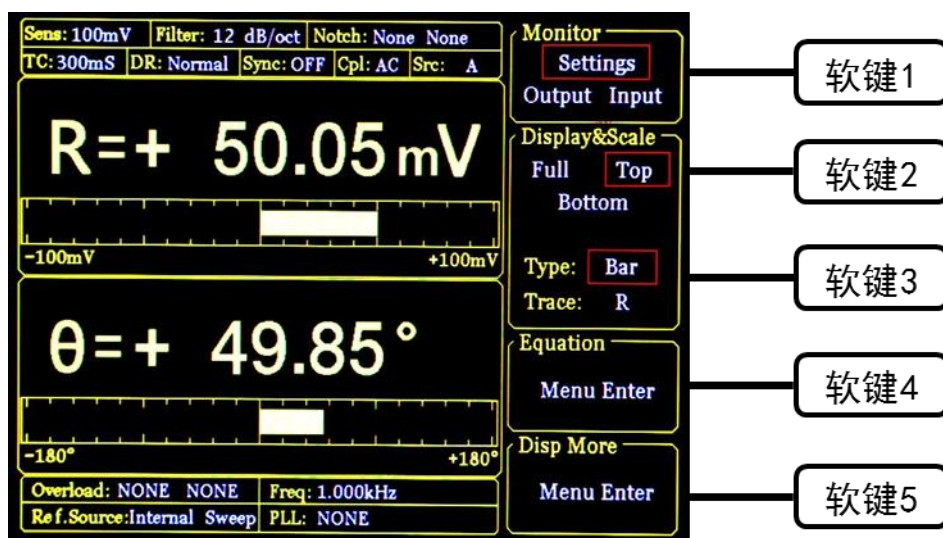 Sens: 100mV Filter: 12 dB/oct Notch: None None
TC: 300mS DR: Normal Sync: OFF Cpl: AC Src: A
R=+ 50.05 mV
-100mV +100mV
θ=+ 49.85°
-180° +180°
Overload: NONE NONE Freq: 1.000kHz
Ref.Source:Internal Sweep PLL: NONE
Monitor
Settings
Output Input
Display&Scale
Full Top
Bottom
Type: Bar
Trace: R
Equation
Menu Enter
Disp More
Menu Enter
软键1
软键2
软键3
软键4
软键5